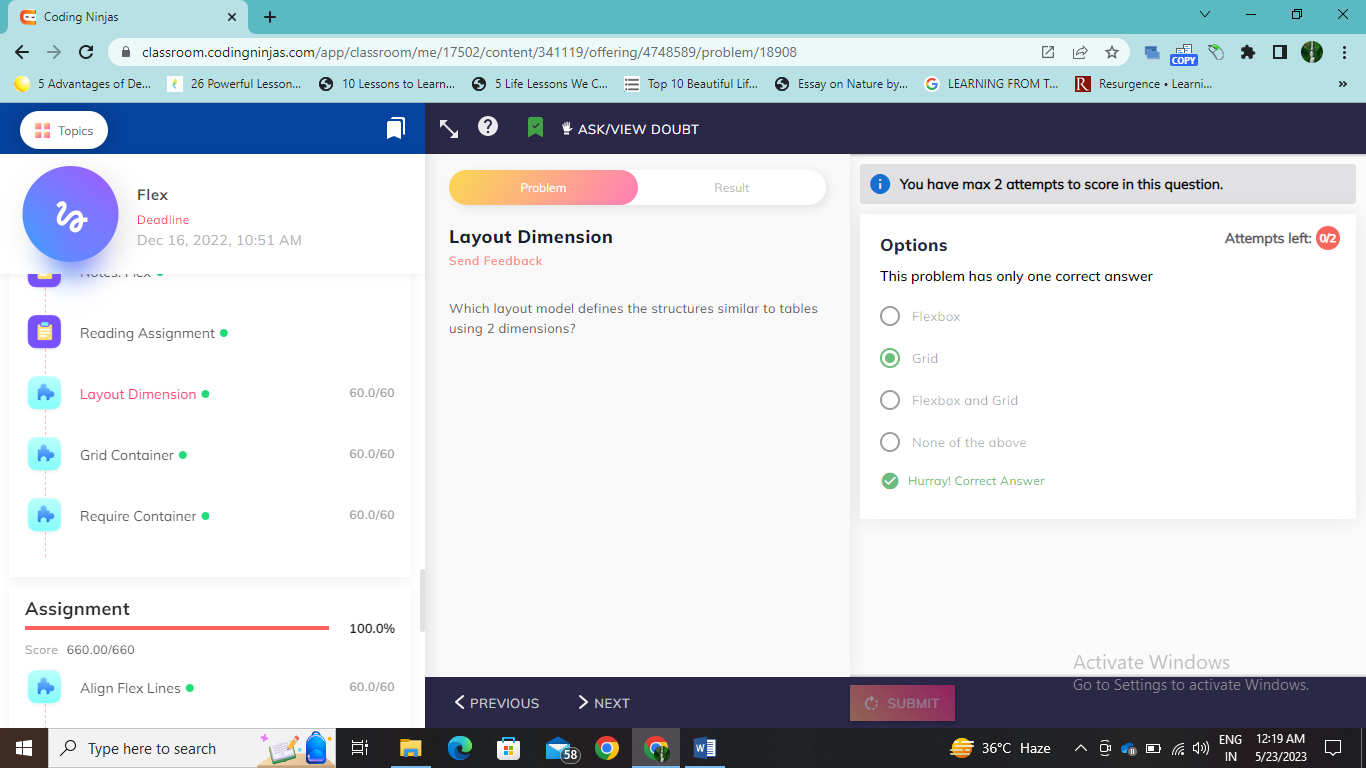 Coding Ninjas
classroom.codingninjas.com/app/classroom/me/17502/content/341119/offering/4748589/problem/18908
COPY
5 Advantages of De...
26 Powerful Lesson...
10 Lessons to Learn...
5 Life Lessons We C...
Top 10 Beautiful Lif...
Essay on Nature by...
LEARNING FROM T...
R
Resurgence • Learni...
»
Topics
ASK/VIEW DOUBT
Flex
Deadline
Dec 16, 2022, 10:51 AM
Notes: Flex
Reading Assignment
Layout Dimension
60.0/60
Grid Container
60.0/60
Require Container
60.0/60
Assignment
100.0%
Score 660.00/660
Align Flex Lines
60.0/60
Problem
Result
Layout Dimension
Send Feedback
Which layout model defines the structures similar to tables
using 2 dimensions?
PREVIOUS
NEXT
You have max 2 attempts to score in this question.
Options
Attempts left: 0/2
This problem has only one correct answer
Flexbox
Grid
Flexbox and Grid
None of the above
Hurray! Correct Answer
SUBMIT
Activate Windows
Go to Settings to activate Windows.
Type here to search
58
36°C Haze
ENG
IN
12:19 AM
5/23/2023